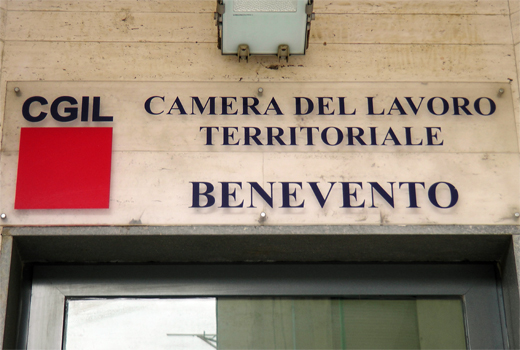 CGIL
CAMERA DEL LAVORO
TERRITORIALE
BENEVENTO